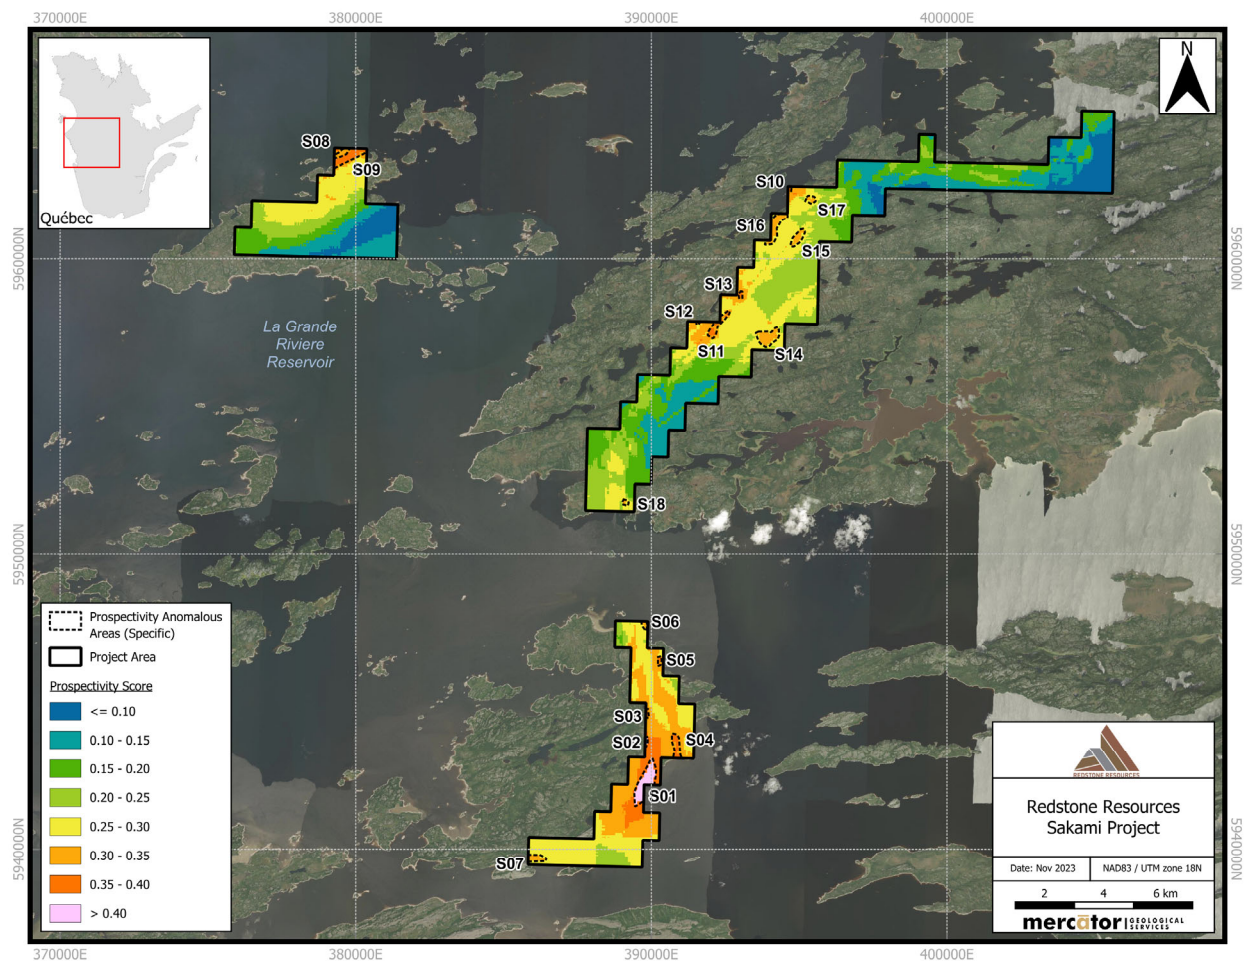 370000E
380000E
390000E
400000E
N
Québec
S08
S09
S10
S17
S16
S15
5960000N
5960000N
S13
S12
S11
S14
La Grande
Riviere
Reservoir
S18
5950000N
5950000N
Prospectivity Anomalous
Areas (Specific)
Project Area
Prospectivity Score
<= 0.10
0.10 - 0.15
0.15 - 0.20
0.20 - 0.25
0.25 - 0.30
0.30 - 0.35
0.35 - 0.40
> 0.40
S06
S05
S03
S02
S04
S01
S07
5940000N
5940000N
REDSTONE RESOURCES
Redstone Resources
Sakami Project
Date: Nov 2023
NAD83 / UTM zone 18N
2 4 6 km
mercātor GEOLOGICAL
SERVICES
370000E
380000E
390000E
400000E